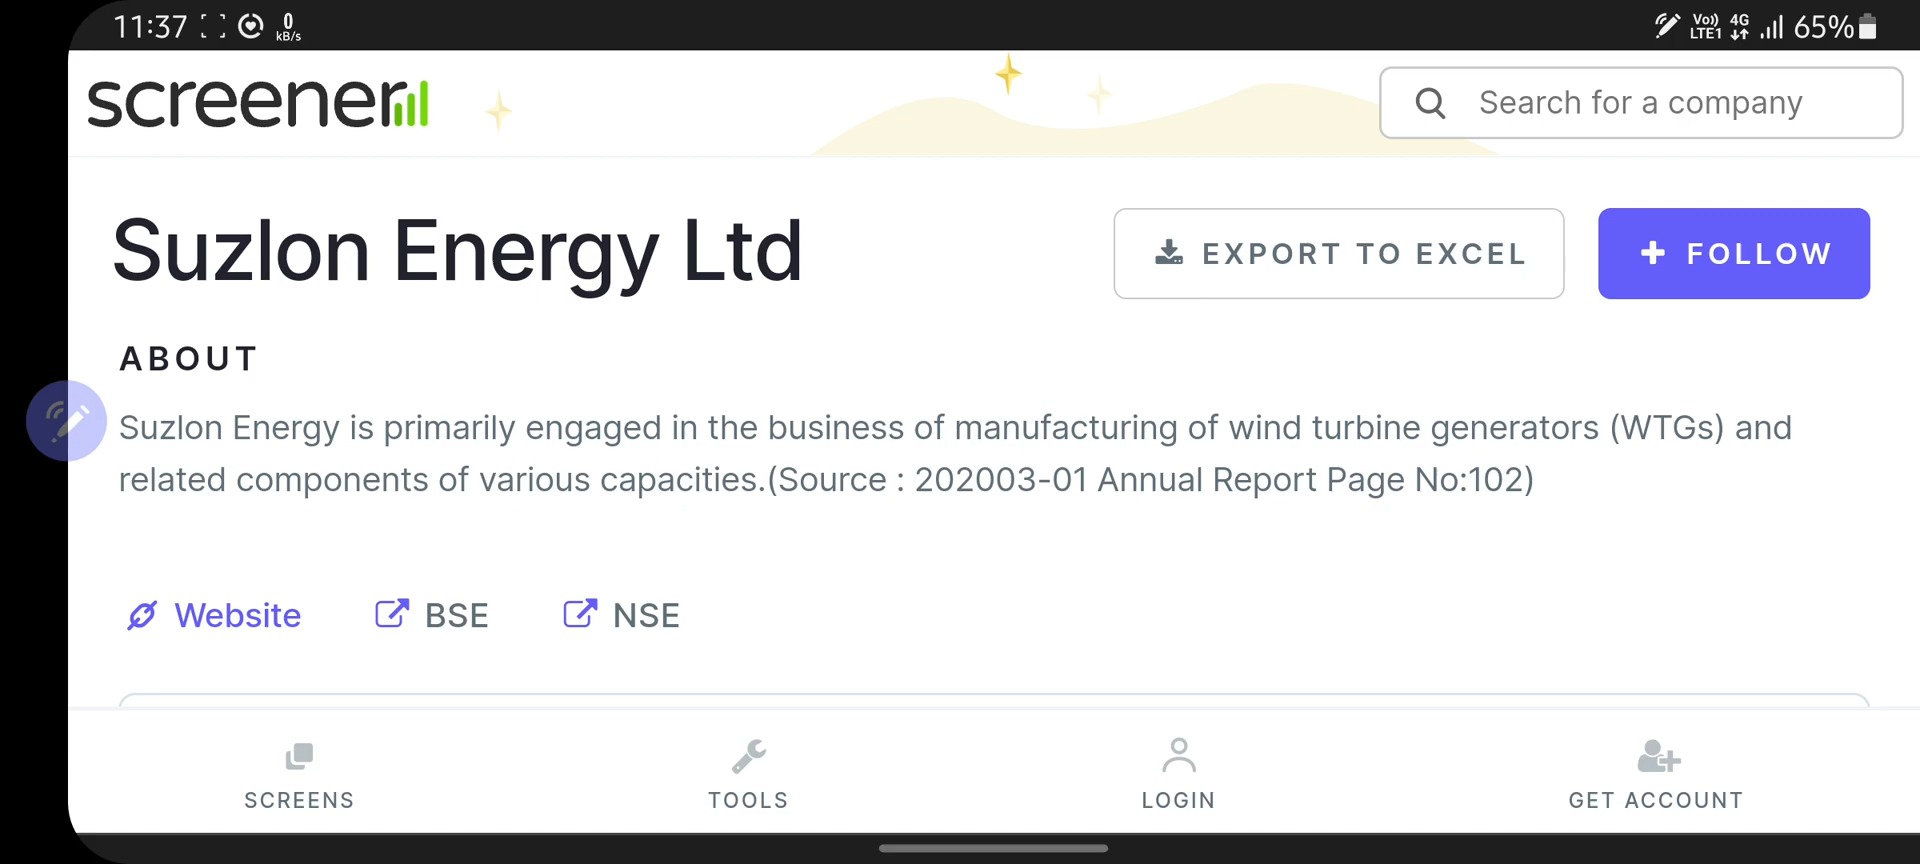 11:37 0 kB/s Vo)) LTE1 4G 65%
screener
Search for a company
Suzlon Energy Ltd
EXPORT TO EXCEL
+ FOLLOW
ABOUT
Suzlon Energy is primarily engaged in the business of manufacturing of wind turbine generators (WTGs) and
related components of various capacities.(Source : 202003-01 Annual Report Page No:102)
Website BSE NSE
SCREENS TOOLS LOGIN GET ACCOUNT